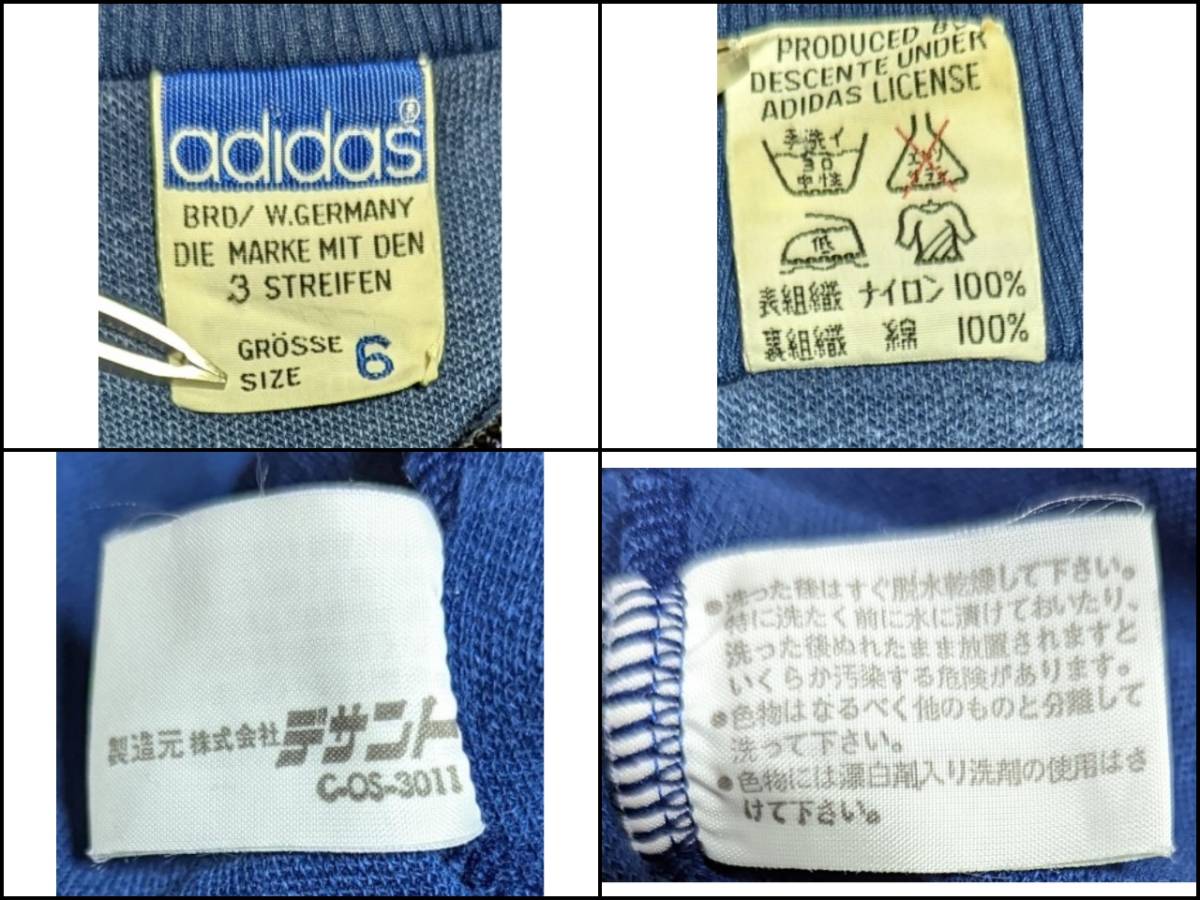 adidas®
BRD/ W.GERMANY
DIE MARKE MIT DEN
3 STREIFEN
GRÖSSE
SIZE 6
PRODUCED BY
DESCENTE UNDER
ADIDAS LICENSE
手洗イ
30
中性
低
表組織 ナイロン 100%
裏組織 綿 100%
製造元 株式会社デサント
C-OS-3011
●洗った後はすぐ脱水乾燥して下さい。
特に洗たく前に水に漬けておいたり、
洗った後ぬれたまま放置されますと
いくらか汚染する危険があります。
●色物はなるべく他のものと分離して
洗って下さい。
●色物には漂白剤入り洗剤の使用はさ
けて下さい。